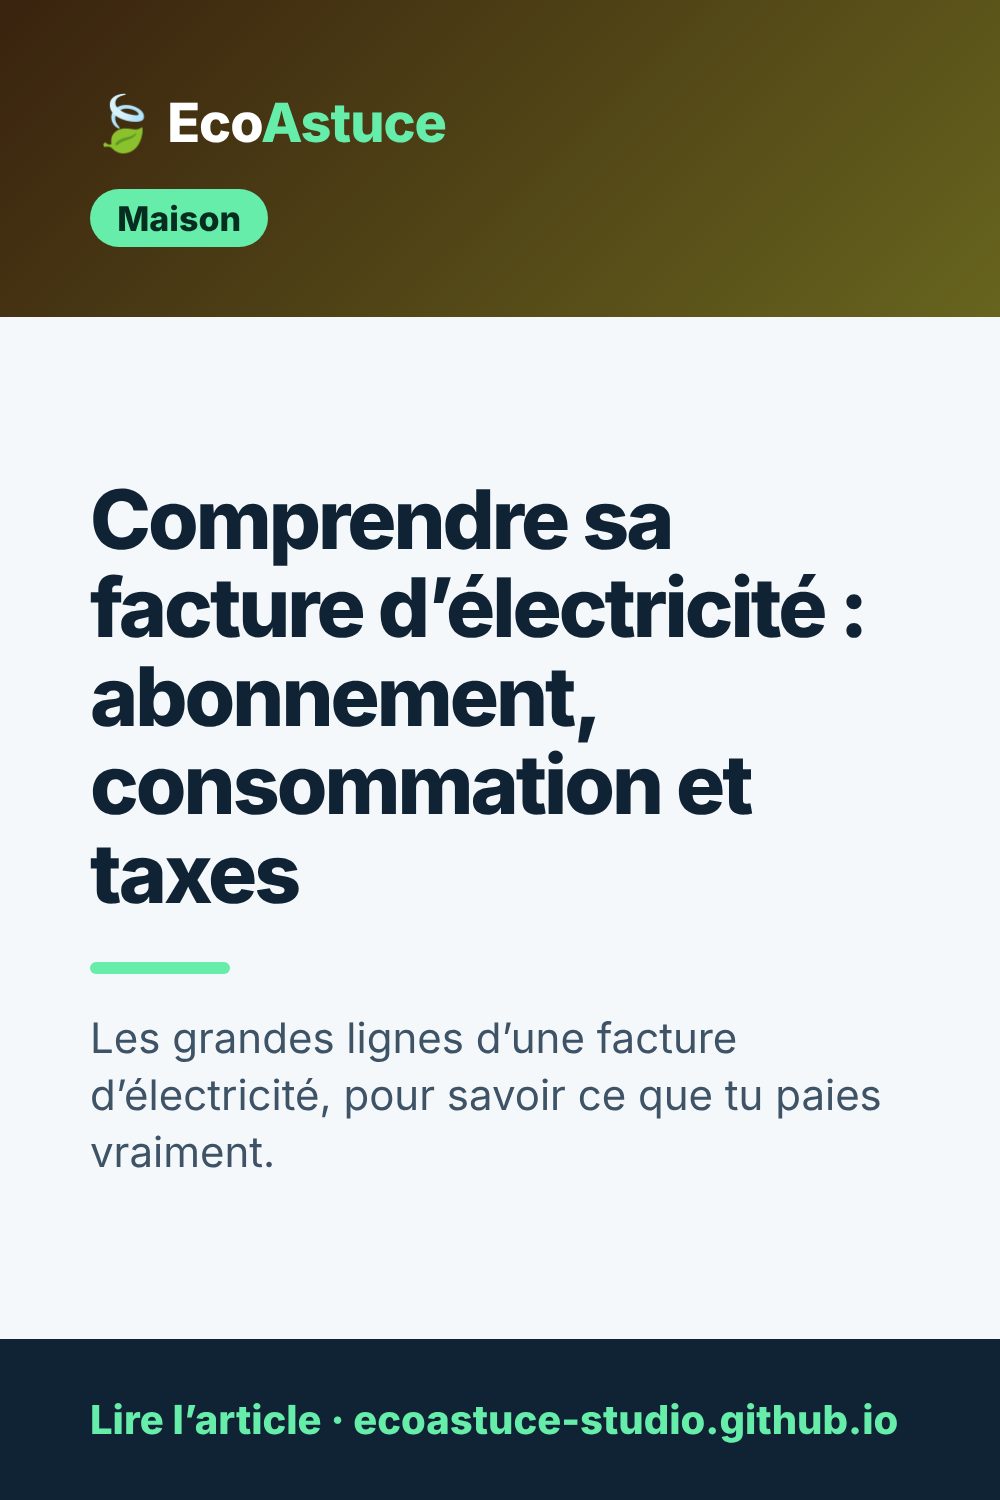 EcoAstuce
Maison
Comprendre sa
facture d’électricité :
abonnement,
consommation et
taxes
Les grandes lignes d’une facture
d’électricité, pour savoir ce que tu paies
vraiment.
Lire l’article · ecoastuce-studio.github.io